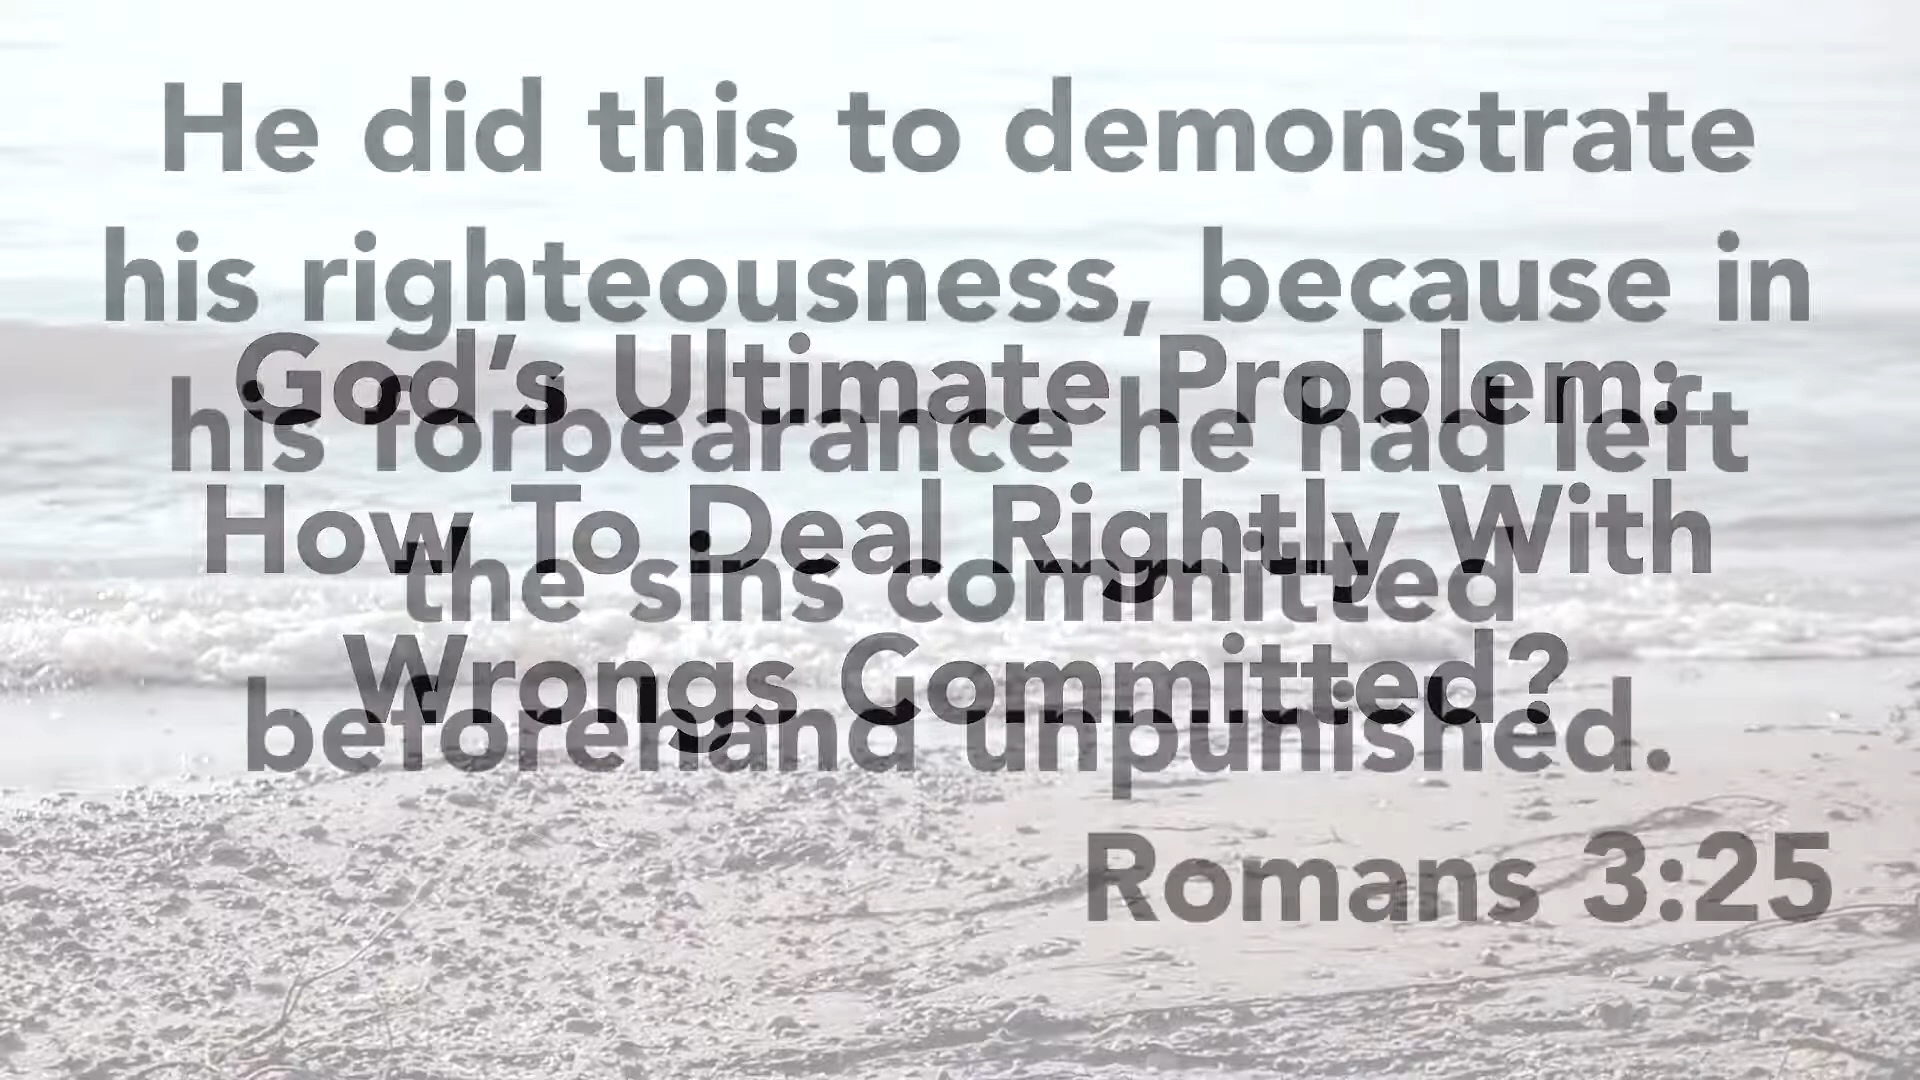 He did this to demonstrate
his righteousness, because in
his forbearance he had left
the sins committed
beforehand unpunished.
Romans 3:25
God’s Ultimate Problem:
How To Deal Rightly With
Wrongs Committed?